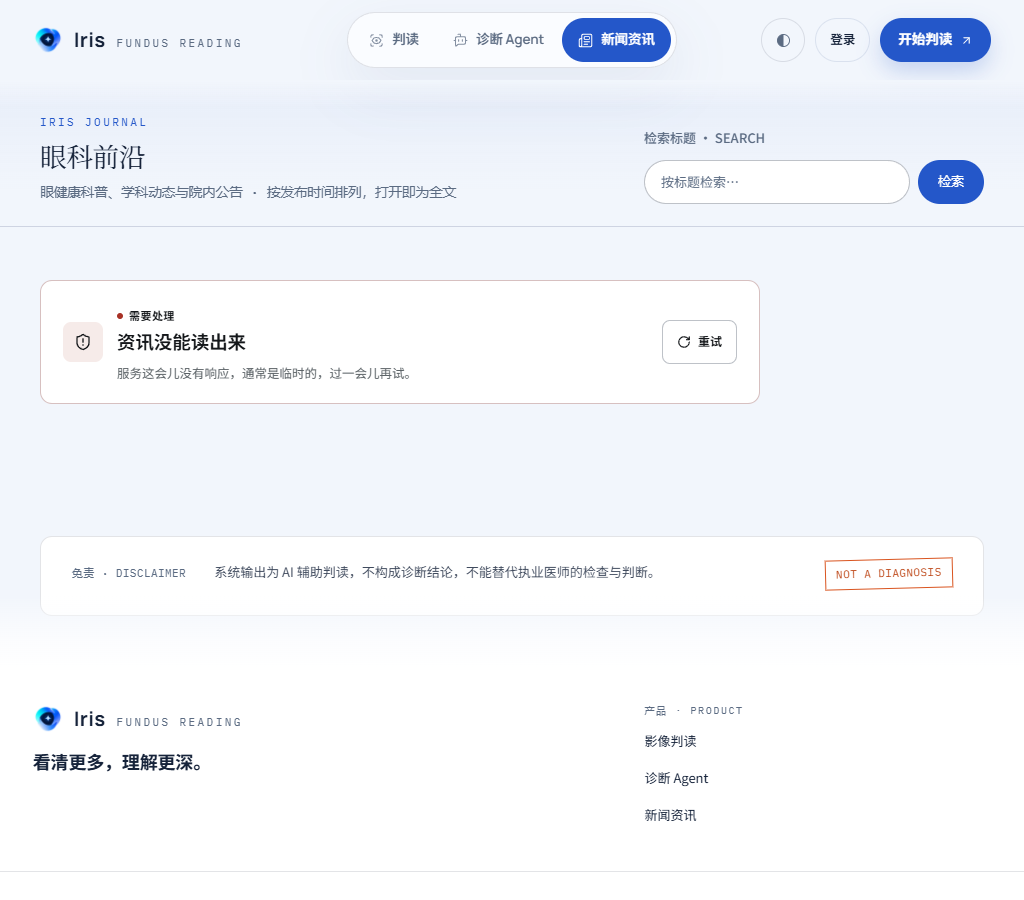 Iris FUNDUS READING
判读
诊断 Agent
新闻资讯
登录
开始判读
IRIS JOURNAL
眼科前沿
眼健康科普、学科动态与院内公告 · 按发布时间排列，打开即为全文
检索标题 · SEARCH
按标题检索…
检索
需要处理
资讯没能读出来
服务这会儿没有响应，通常是临时的，过一会儿再试。
重试
免责 · DISCLAIMER
系统输出为 AI 辅助判读，不构成诊断结论，不能替代执业医师的检查与判断。
NOT A DIAGNOSIS
Iris FUNDUS READING
看清更多，理解更深。
产品 · PRODUCT
影像判读
诊断 Agent
新闻资讯